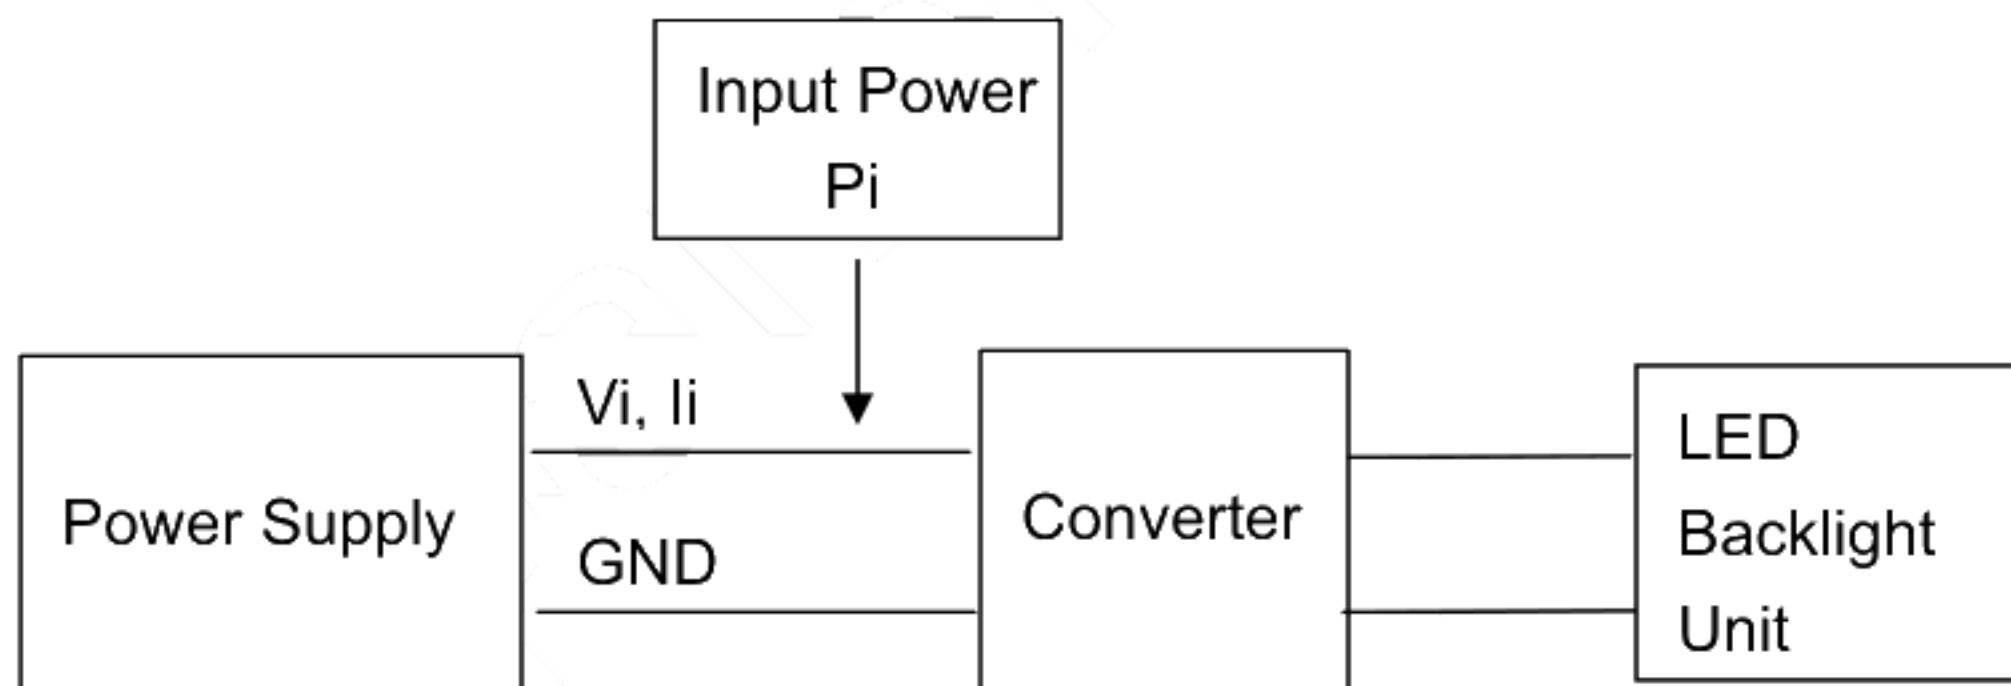 Input Power
Pi
Vi, Ii
Power Supply
GND
Converter
LED
Backlight
Unit